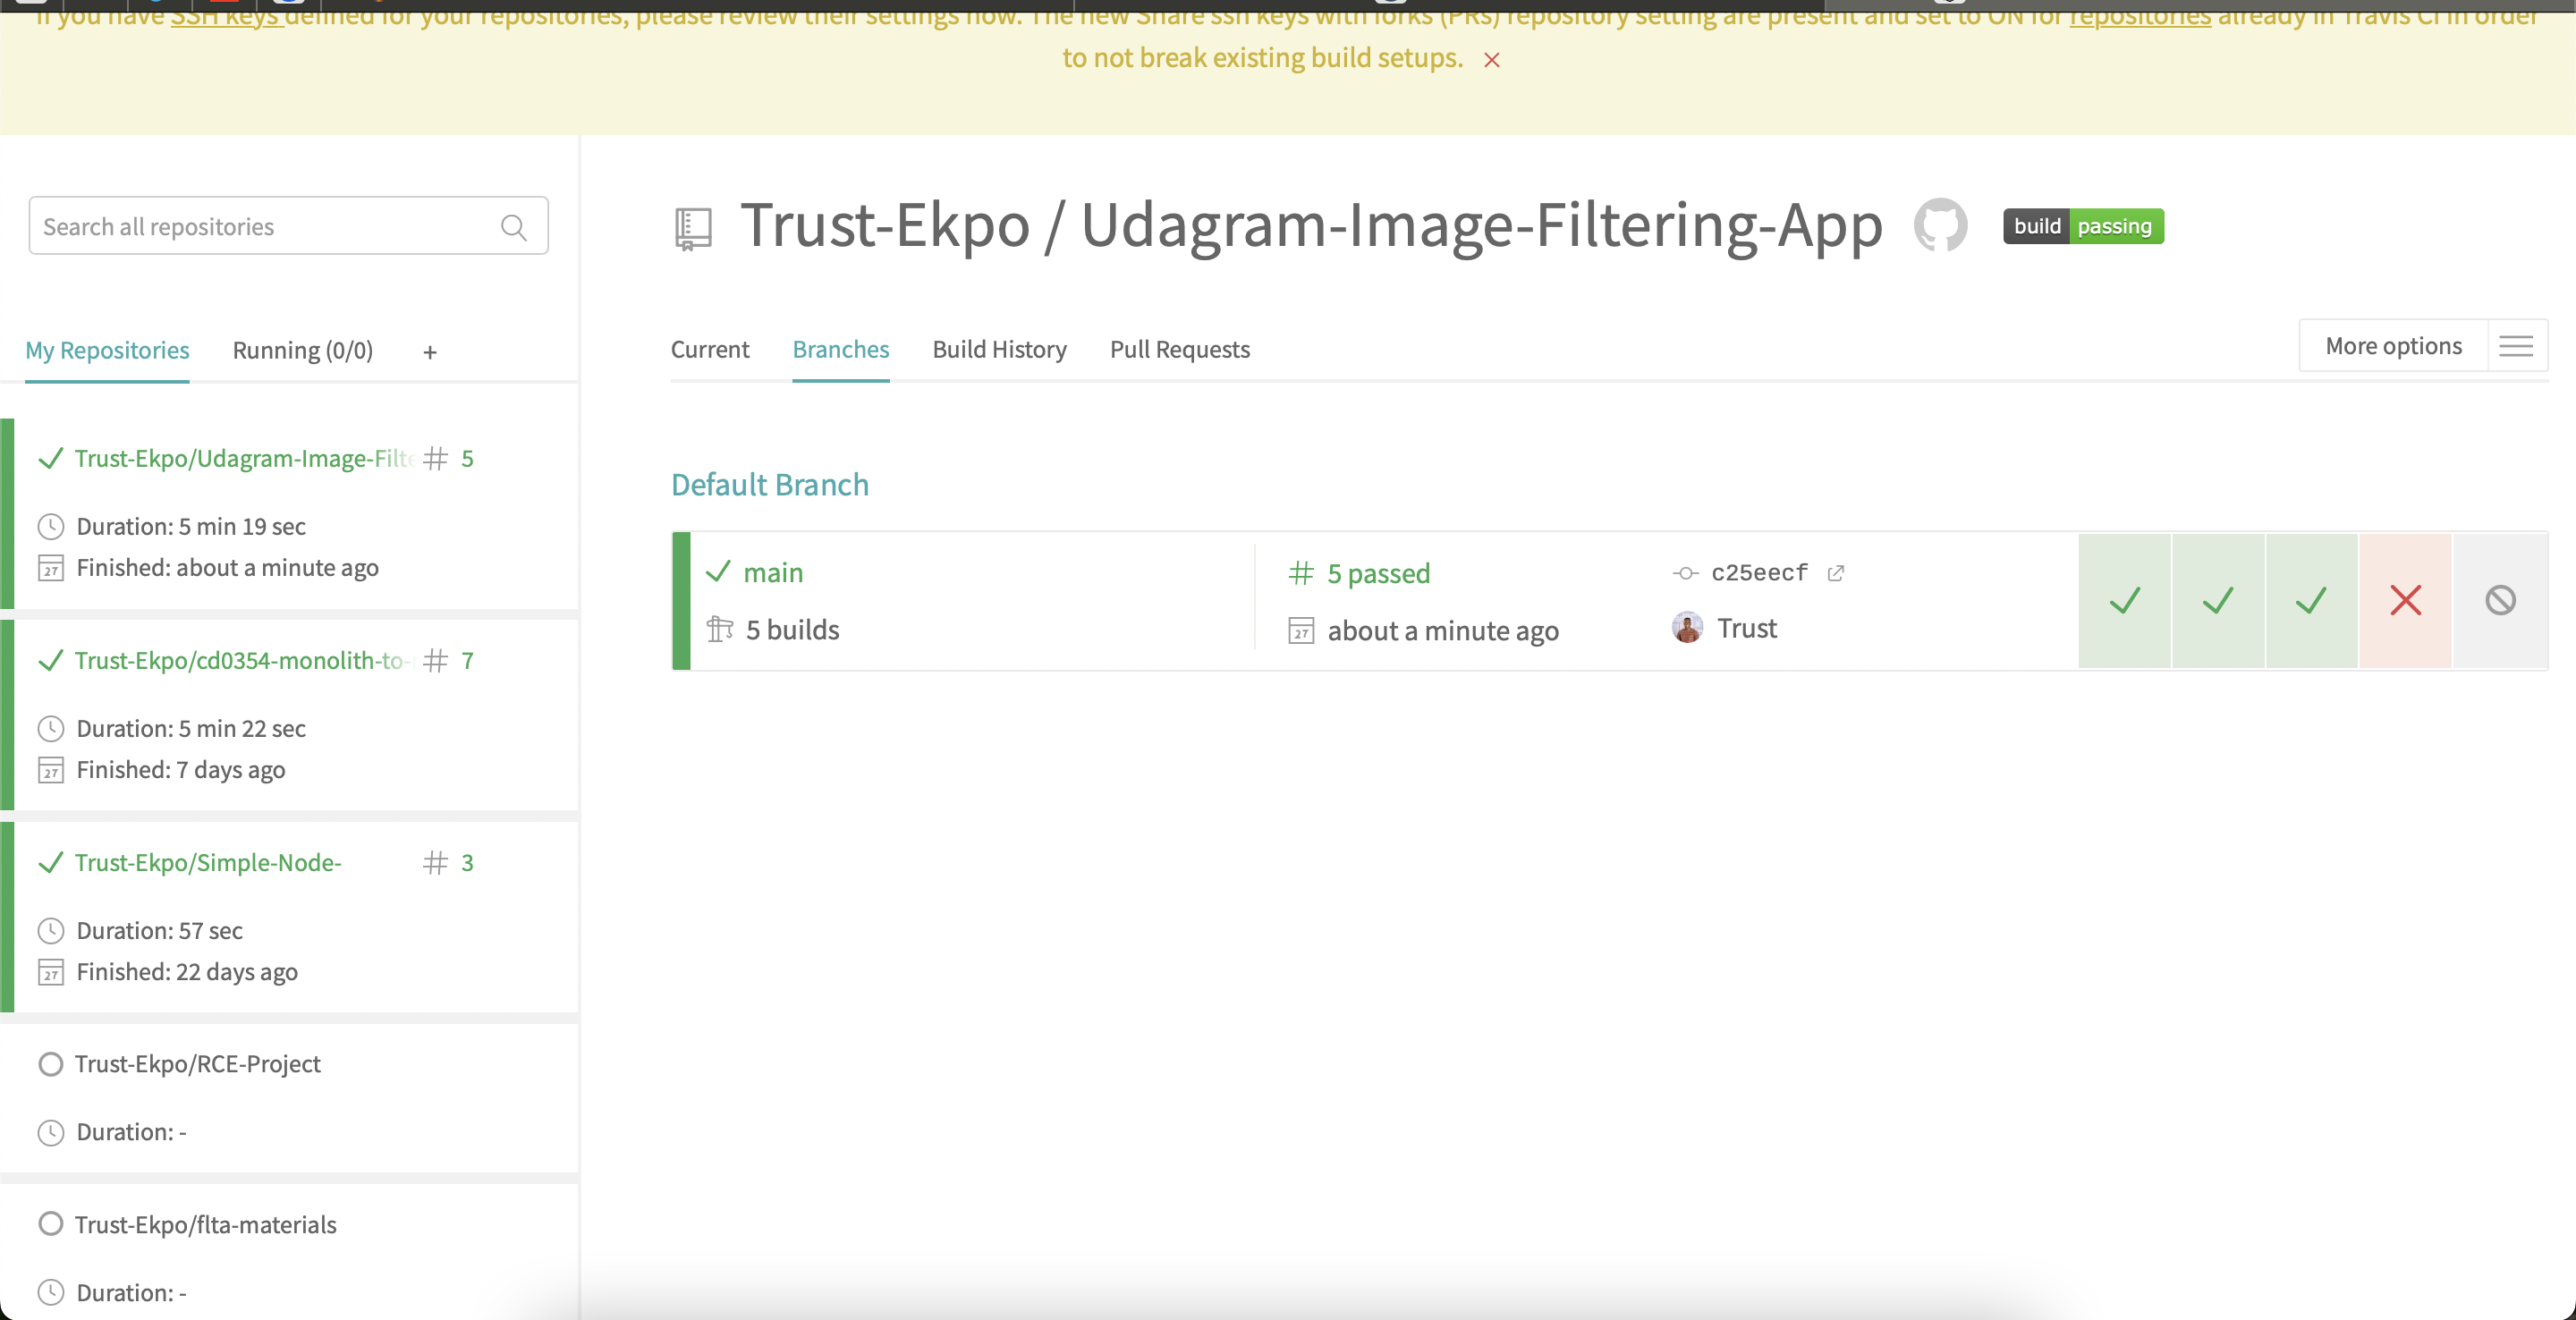 If you have SSH keys defined for your repositories, please review their settings now. The new Share ssh keys with forks (PRs) repository setting are present and set to ON for repositories already in Travis CI in order
to not break existing build setups.
Search all repositories
My Repositories
Running (0/0)
+
Trust-Ekpo/Udagram-Image-Filte
# 5
Duration: 5 min 19 sec
27
Finished: about a minute ago
Trust-Ekpo/cd0354-monolith-to-
# 7
Duration: 5 min 22 sec
27
Finished: 7 days ago
Trust-Ekpo/Simple-Node-
# 3
Duration: 57 sec
27
Finished: 22 days ago
Trust-Ekpo/RCE-Project
Duration: -
Trust-Ekpo/flta-materials
Duration: -
Trust-Ekpo / Udagram-Image-Filtering-App
build passing
Current
Branches
Build History
Pull Requests
More options
Default Branch
main
5 builds
# 5 passed
27
about a minute ago
c25eecf
Trust